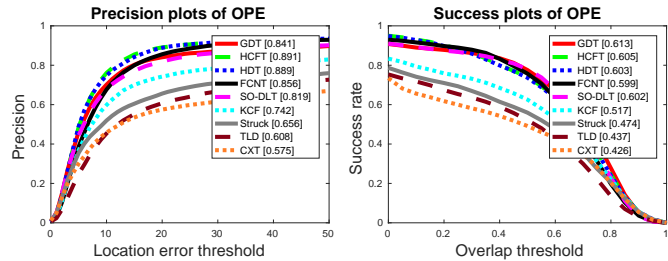 Precision plots of OPE
1
0.8
0.6
0.4
0.2
0
Precision
GDT [0.841]
HCFT [0.891]
HDT [0.889]
FCNT [0.856]
SO-DLT [0.819]
KCF [0.742]
Struck [0.656]
TLD [0.608]
CXT [0.575]
0 10 20 30 40 50
Location error threshold
Success plots of OPE
1
0.8
0.6
0.4
0.2
0
Success rate
GDT [0.613]
HCFT [0.605]
HDT [0.603]
FCNT [0.599]
SO-DLT [0.602]
KCF [0.517]
Struck [0.474]
TLD [0.437]
CXT [0.426]
0 0.2 0.4 0.6 0.8 1
Overlap threshold